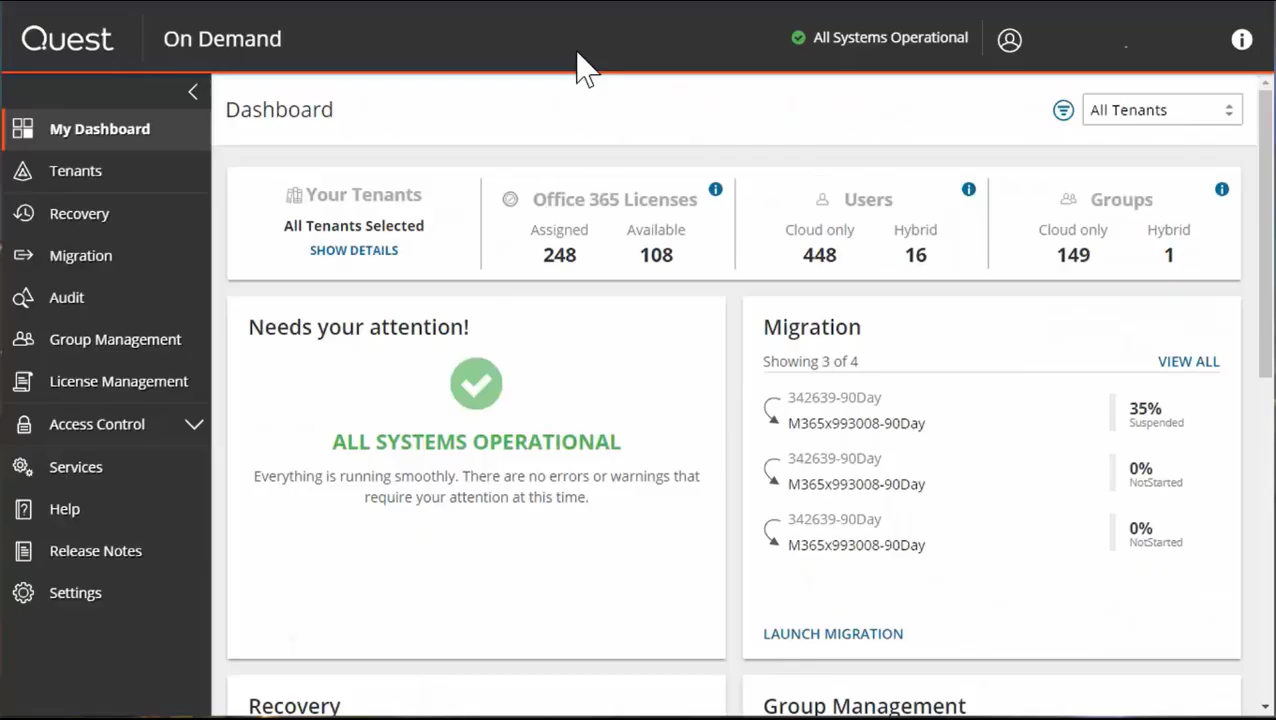 Quest
On Demand
All Systems Operational
My Dashboard
Tenants
Recovery
Migration
Audit
Group Management
License Management
Access Control
Services
Help
Release Notes
Settings
Dashboard
All Tenants
Your Tenants
All Tenants Selected
SHOW DETAILS
Office 365 Licenses
Assigned Available
248 108
Users
Cloud only Hybrid
448 16
Groups
Cloud only Hybrid
149 1
Needs your attention!
ALL SYSTEMS OPERATIONAL
Everything is running smoothly. There are no errors or warnings that
require your attention at this time.
Migration
Showing 3 of 4 VIEW ALL
342639-90Day
M365x993008-90Day
35%
Suspended
342639-90Day
M365x993008-90Day
0%
NotStarted
342639-90Day
M365x993008-90Day
0%
NotStarted
LAUNCH MIGRATION
Recovery
Group Management